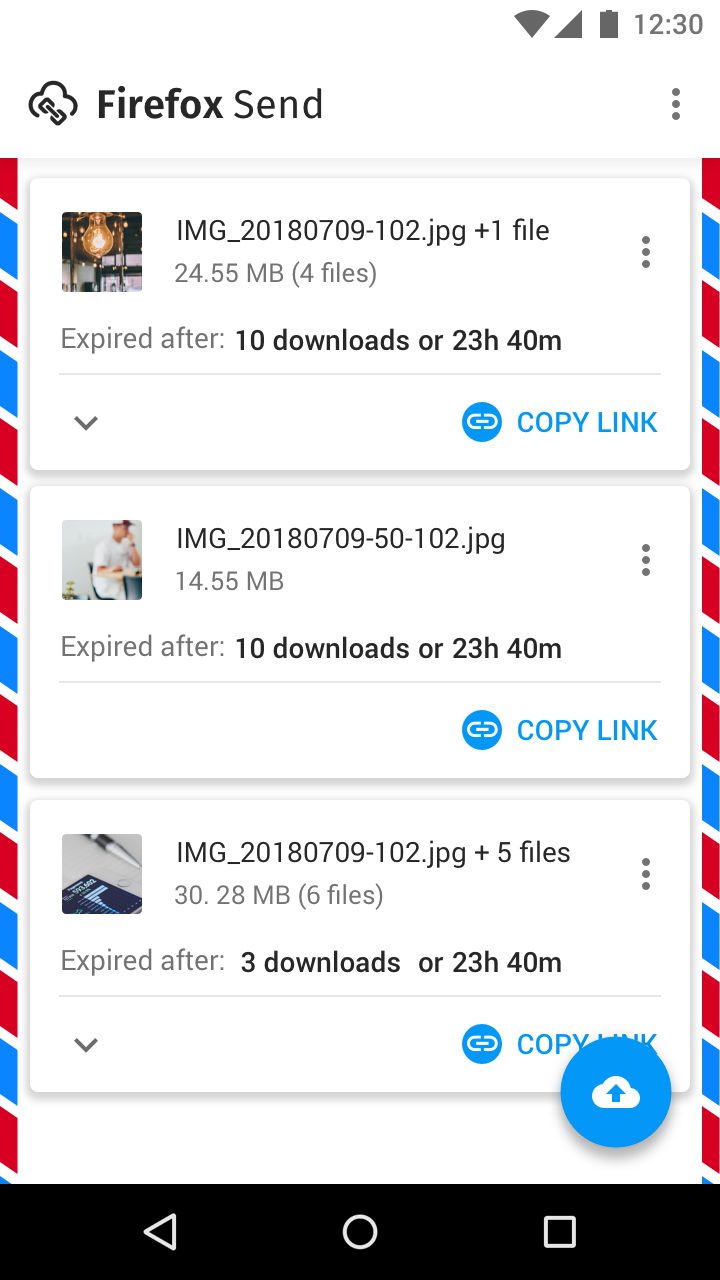 12:30
Firefox Send
IMG_20180709-102.jpg +1 file
24.55 MB (4 files)
Expired after: 10 downloads or 23h 40m
COPY LINK
IMG_20180709-50-102.jpg
14.55 MB
Expired after: 10 downloads or 23h 40m
COPY LINK
IMG_20180709-102.jpg + 5 files
30. 28 MB (6 files)
Expired after: 3 downloads or 23h 40m
COPY LINK